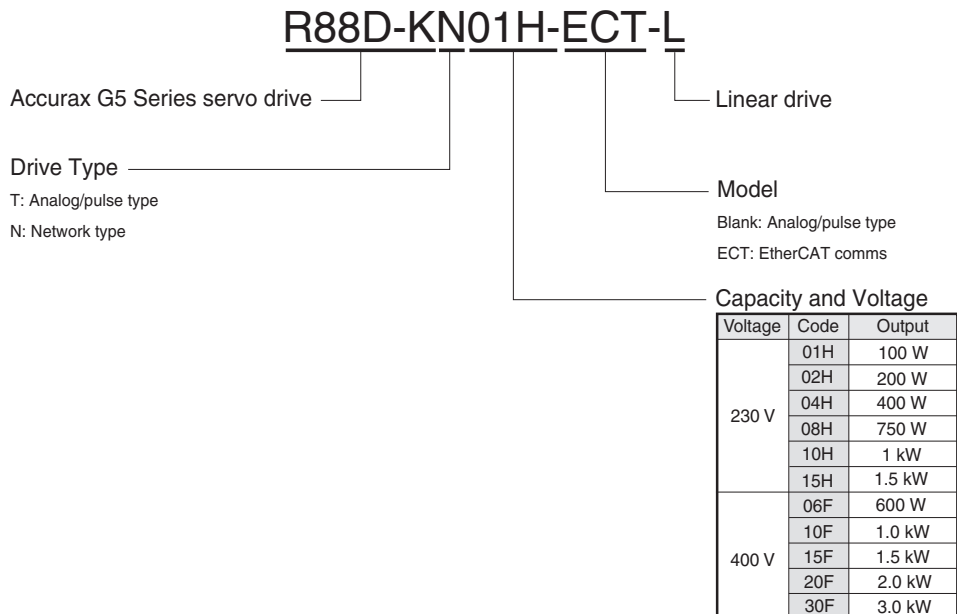 R88D-KN01H-ECT-L
Accurax G5 Series servo drive
Linear drive
Drive Type
T: Analog/pulse type
N: Network type
Model
Blank: Analog/pulse type
ECT: EtherCAT comms
Capacity and Voltage
Voltage Code Output
230 V
01H 100 W
02H 200 W
04H 400 W
08H 750 W
10H 1 kW
15H 1.5 kW
400 V
06F 600 W
10F 1.0 kW
15F 1.5 kW
20F 2.0 kW
30F 3.0 kW